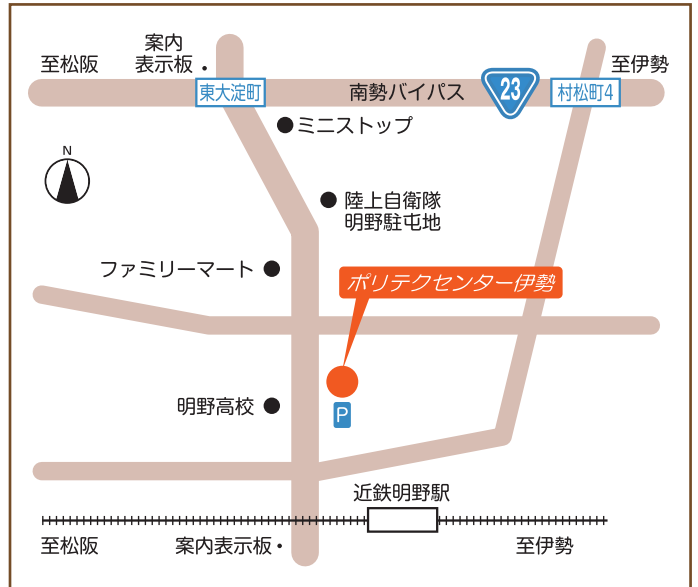 案内
表示板
至松阪
至伊勢
東大淀町
南勢バイパス
23
村松町4
ミニストップ
N
陸上自衛隊
明野駐屯地
ファミリーマート
ポリテクセンター伊勢
明野高校
P
近鉄明野駅
至松阪
案内表示板
至伊勢